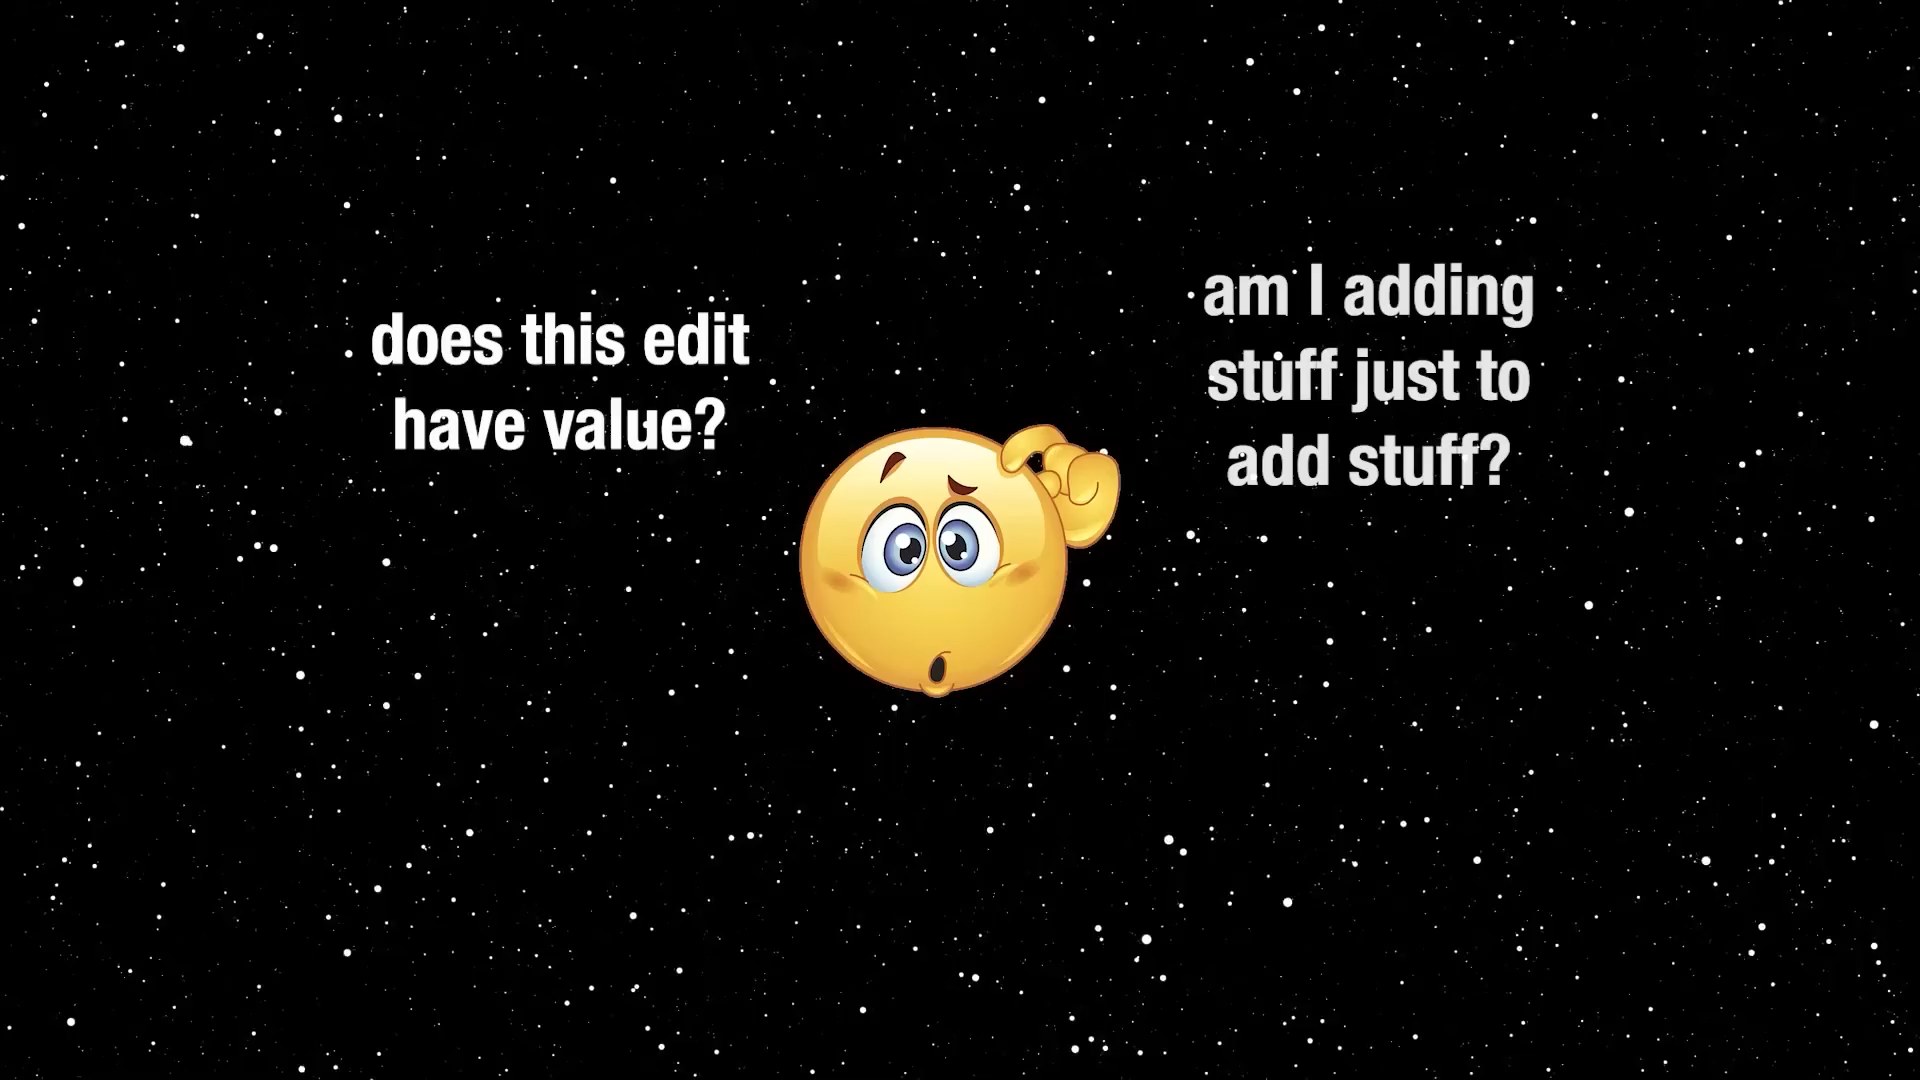 does this edit
have value?
am I adding
stuff just to
add stuff?